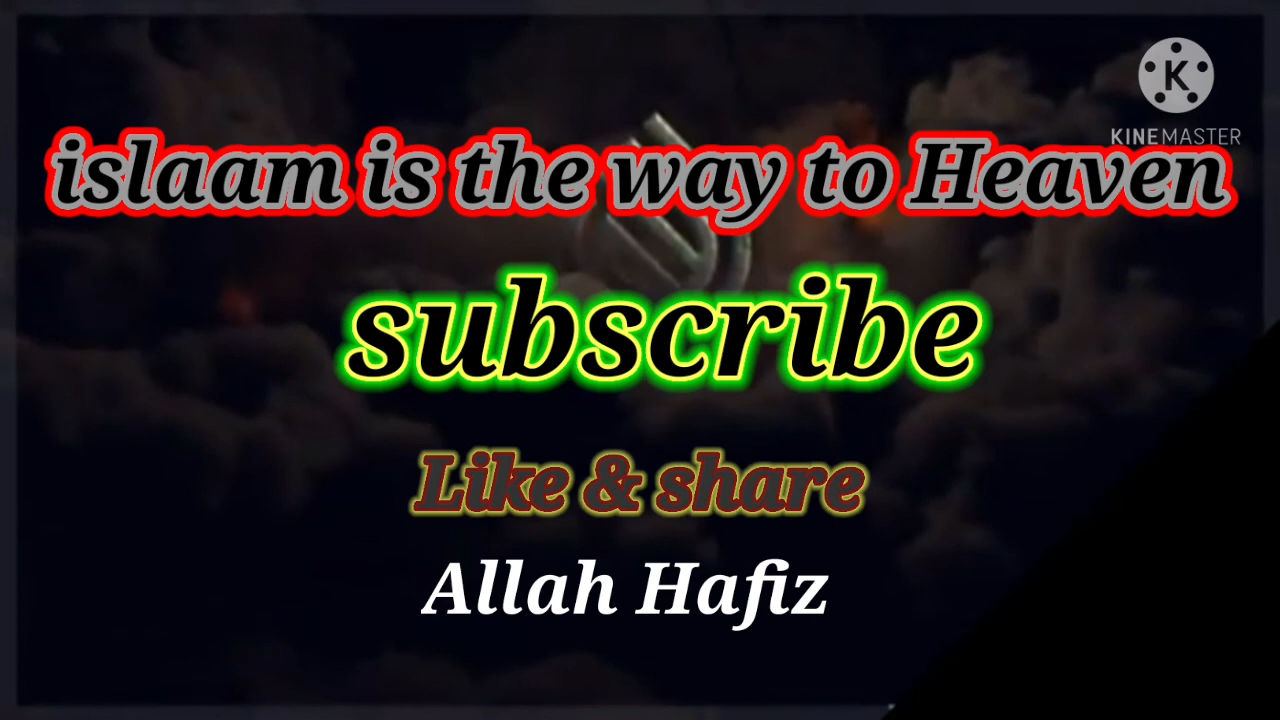 KINEMASTER
islaam is the way to Heaven
subscribe
Like & share
Allah Hafiz